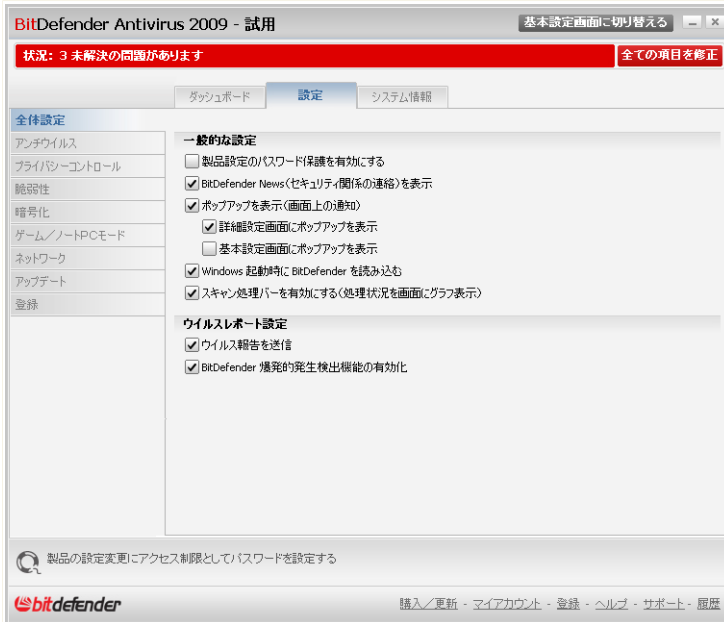 BitDefender Antivirus 2009 - 試用
基本設定画面に切り替える
状況: 3 未解決の問題があります
全ての項目を修正
ダッシュボード
設定
システム情報
全体設定
アンチウイルス
プライバシーコントロール
脆弱性
暗号化
ゲーム／ノートPCモード
ネットワーク
アップデート
登録
一般的な設定
製品設定のパスワード保護を有効にする
BitDefender News(セキュリティ関係の連絡)を表示
ポップアップを表示(画面上の通知)
詳細設定画面にポップアップを表示
基本設定画面にポップアップを表示
Windows 起動時に BitDefender を読み込む
スキャン処理バーを有効にする(処理状況を画面にグラフ表示)
ウイルスレポート設定
ウイルス報告を送信
BitDefender 爆発的発生検出機能の有効化
製品の設定変更にアクセス制限としてパスワードを設定する
bitdefender
購入／更新 - マイアカウント - 登録 - ヘルプ - サポート - 履歴